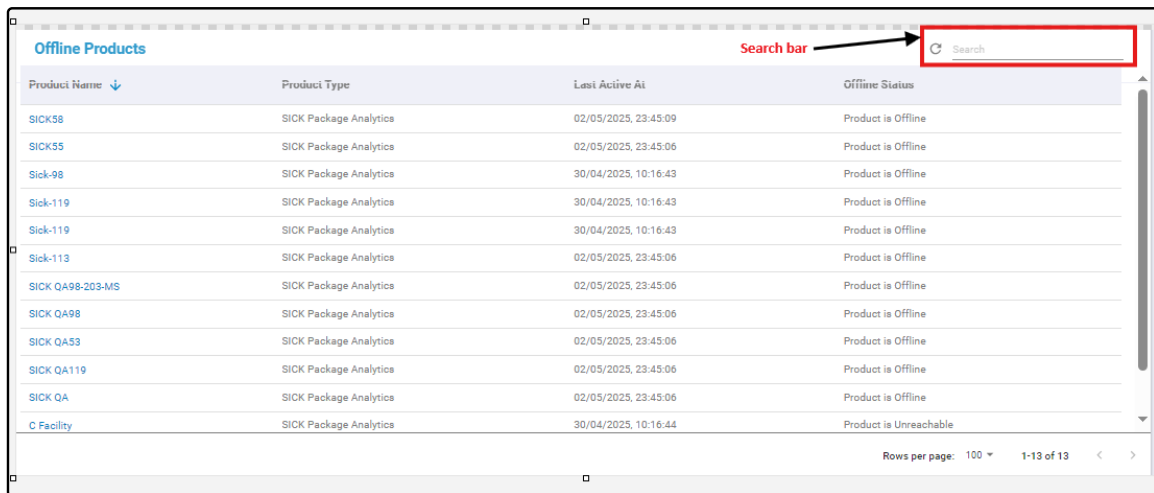 Offline Products Search bar Search
Product Name Product Type Last Active At Offline Status
SICK58 SICK Package Analytics 02/05/2025, 23:45:09 Product is Offline
SICK55 SICK Package Analytics 02/05/2025, 23:45:06 Product is Offline
Sick-98 SICK Package Analytics 30/04/2025, 10:16:43 Product is Offline
Sick-119 SICK Package Analytics 30/04/2025, 10:16:43 Product is Offline
Sick-119 SICK Package Analytics 30/04/2025, 10:16:43 Product is Offline
Sick-113 SICK Package Analytics 02/05/2025, 23:45:06 Product is Offline
SICK QA98-203-MS SICK Package Analytics 02/05/2025, 23:45:06 Product is Offline
SICK QA98 SICK Package Analytics 02/05/2025, 23:45:06 Product is Offline
SICK QA53 SICK Package Analytics 02/05/2025, 23:45:06 Product is Offline
SICK QA119 SICK Package Analytics 02/05/2025, 23:45:06 Product is Offline
SICK QA SICK Package Analytics 02/05/2025, 23:45:06 Product is Offline
C Facility SICK Package Analytics 30/04/2025, 10:16:44 Product is Unreachable
Rows per page: 100 1-13 of 13